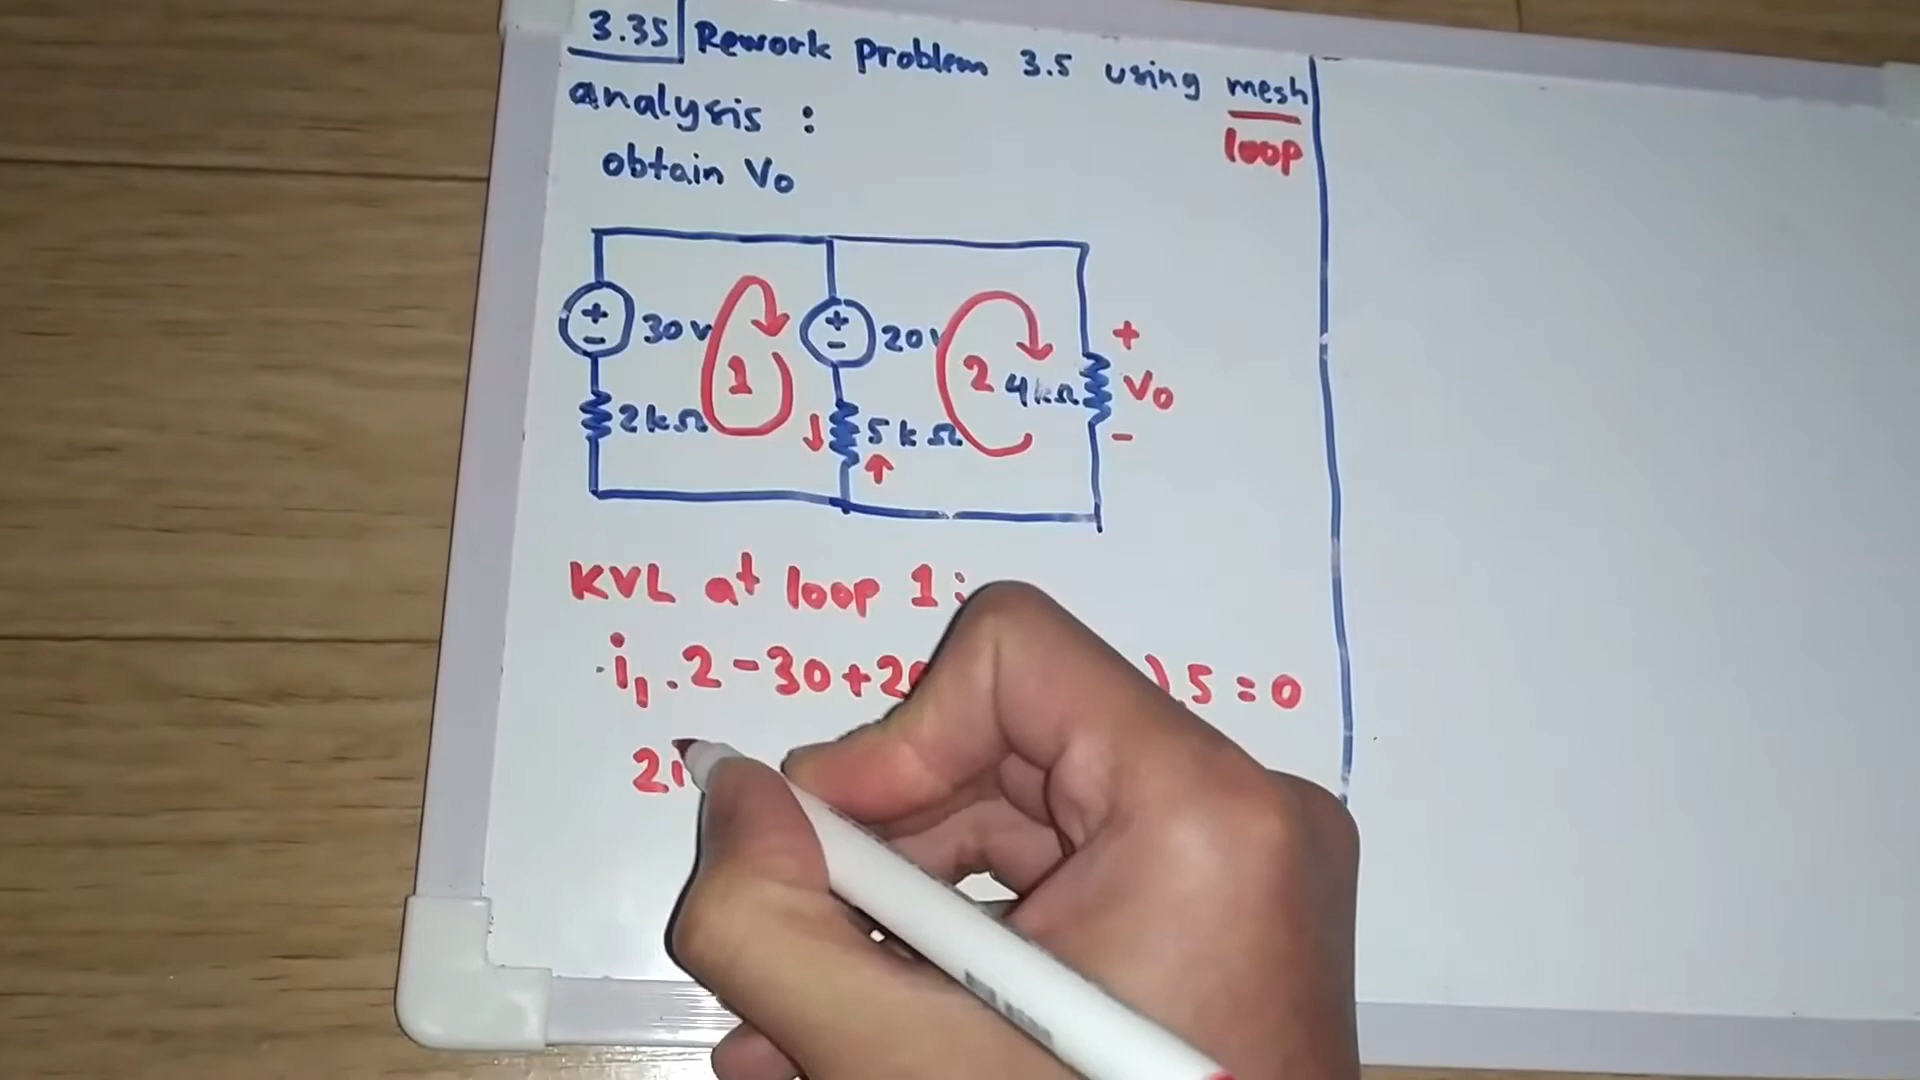 3.35 Rework Problem 3.5 using mesh
analysis :
loop
obtain Vo
+
-
30v
1
+
-
20v
2
4kΩ
+
Vo
-
2kΩ
5kΩ
KVL at loop 1:
i₁.2-30+20 ).5=0
2i